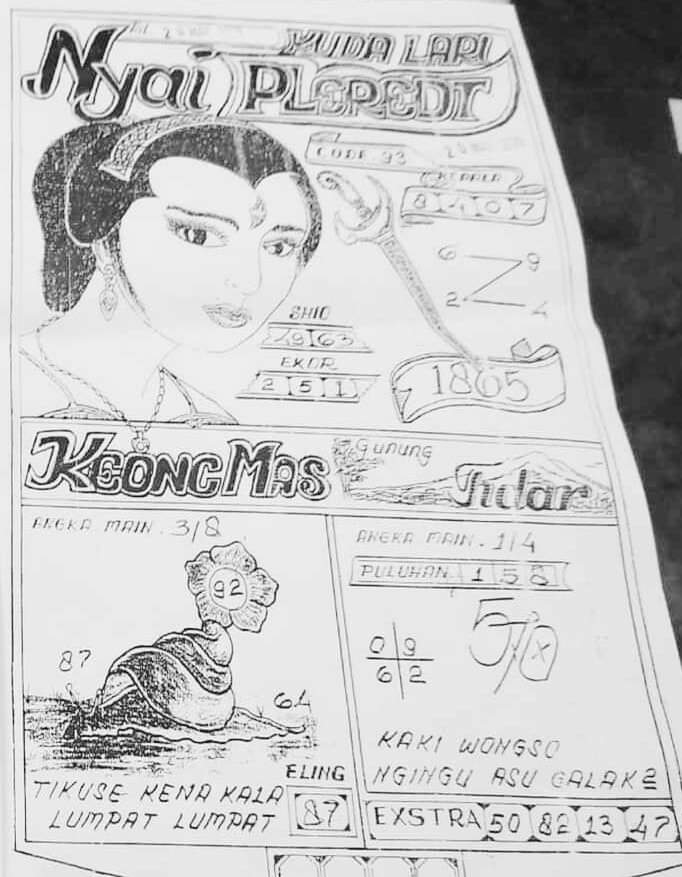 KUDA LARI
Nyai PLEREDT
CODE. 93
KEPALA
8 4 0 7
6 9
2 4
SHIO
29 63
EKOR
2 5 1
1865
KEONG MAS
Gunung
Tidar
ANGKA MAIN. 3/8
92
87
64
ELING
TIKUSE KENA KALA
LUMPAT LUMPAT
87
ANGKA MAIN. 1/4
PULUHAN 1 5 8
0 9
6 2
KAKI WONGSO
NGINGU ASU GALAK2
EXSTRA 50 82 13 47